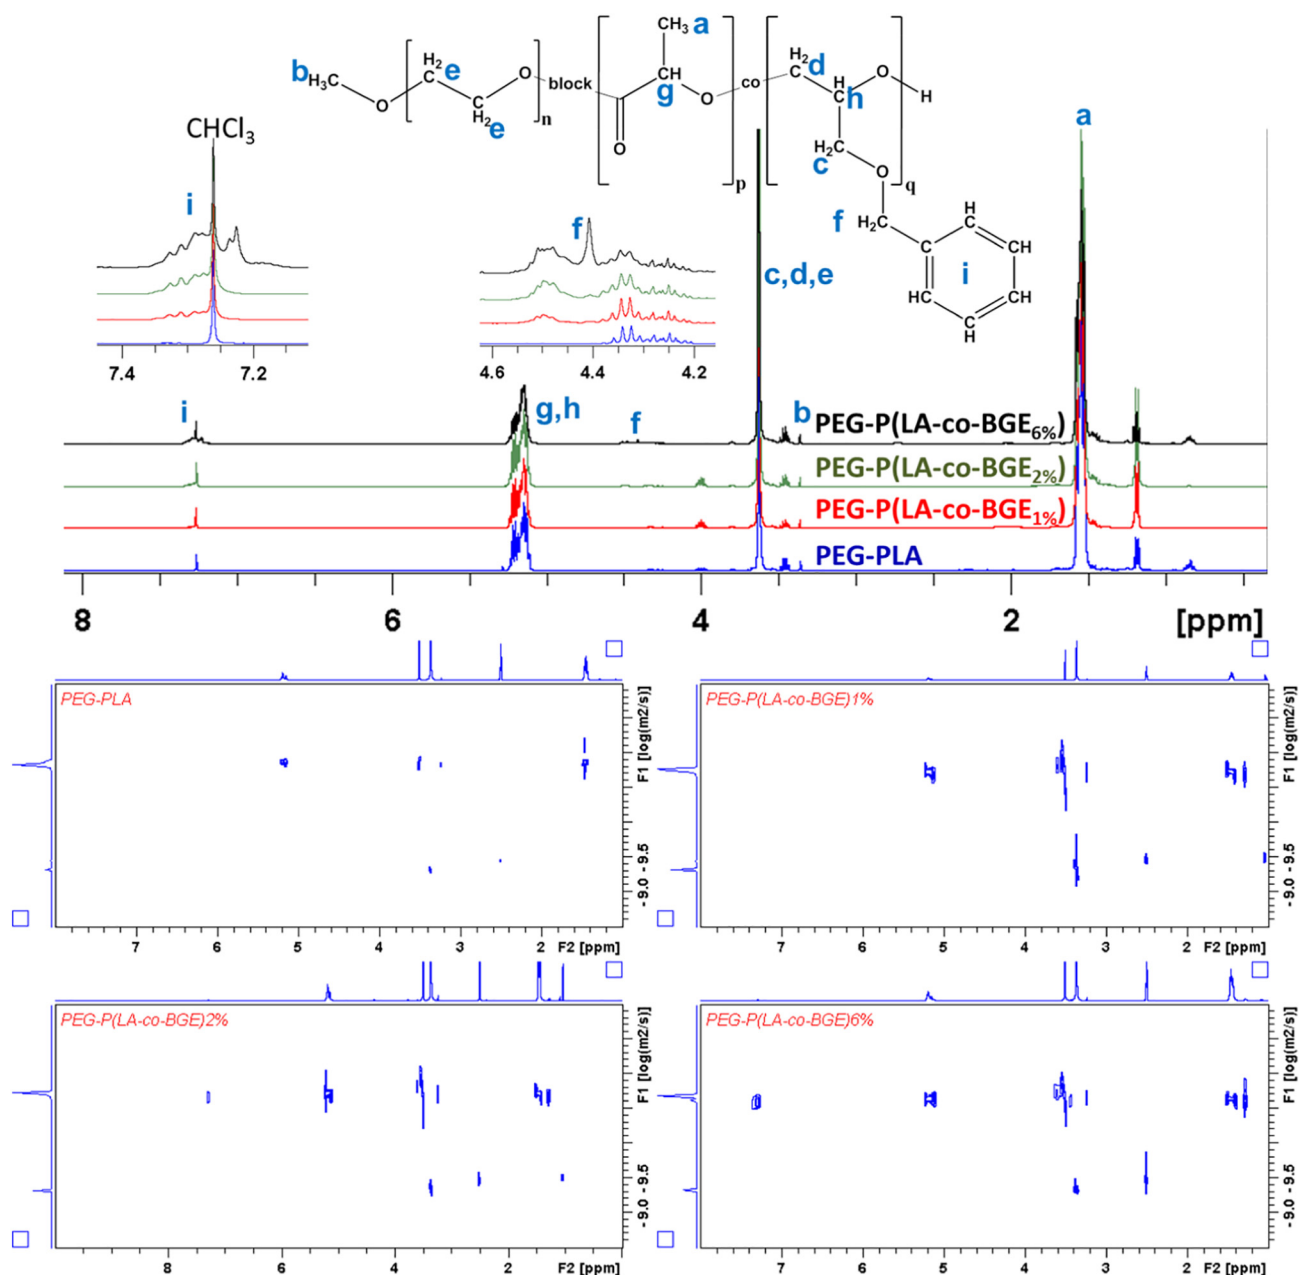 CH₃ a
b H₃C
H₂ e
O
O
n
H₂ e
block
CH
g
O
O
p
co
H₂ d
H
h
O
H
H₂C
c
O
q
f H₂C
H
CH
CH
H
CH
CH
i
CHCl₃
i
7.4 7.2
f
4.6 4.4 4.2
c,d,e
a
i
g,h
f
b
PEG-P(LA-co-BGE₆%)
PEG-P(LA-co-BGE₂%)
PEG-P(LA-co-BGE₁%)
PEG-PLA
8 6 4 2 [ppm]
PEG-PLA
F1 [log(m2/s)]
- 9.5
- 9.0
7 6 5 4 3 2 F2 [ppm]
PEG-P(LA-co-BGE)1%
F1 [log(m2/s)]
- 9.5
- 9.0
7 6 5 4 3 2 F2 [ppm]
PEG-P(LA-co-BGE)2%
F1 [log(m2/s)]
- 9.5
- 9.0
8 6 4 2 F2 [ppm]
PEG-P(LA-co-BGE)6%
F1 [log(m2/s)]
- 9.5
- 9.0
7 6 5 4 3 2 F2 [ppm]